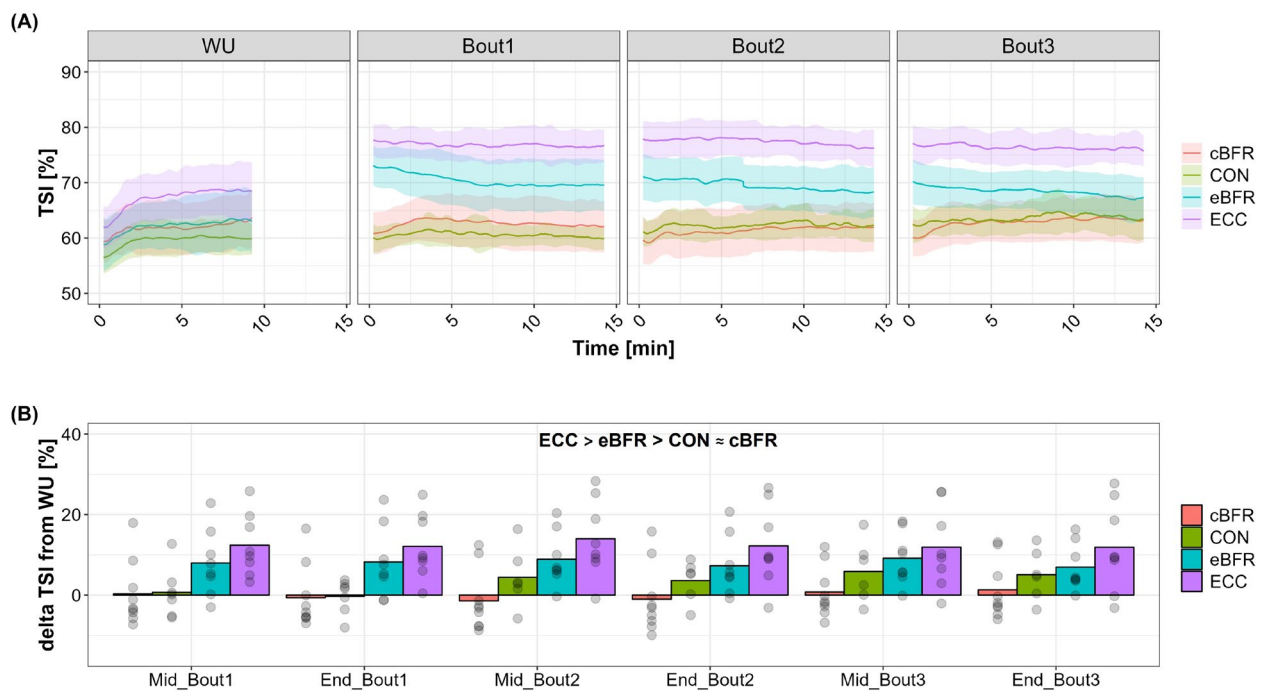 (A)
WU Bout1 Bout2 Bout3
90
80
70
60
50
TSI [%]
0 5 10 15 0 5 10 15 0 5 10 15 0 5 10 15
Time [min]
cBFR
CON
eBFR
ECC
(B)
ECC > eBFR > CON ≈ cBFR
40
20
0
delta TSI from WU [%]
Mid_Bout1 End_Bout1 Mid_Bout2 End_Bout2 Mid_Bout3 End_Bout3
cBFR
CON
eBFR
ECC